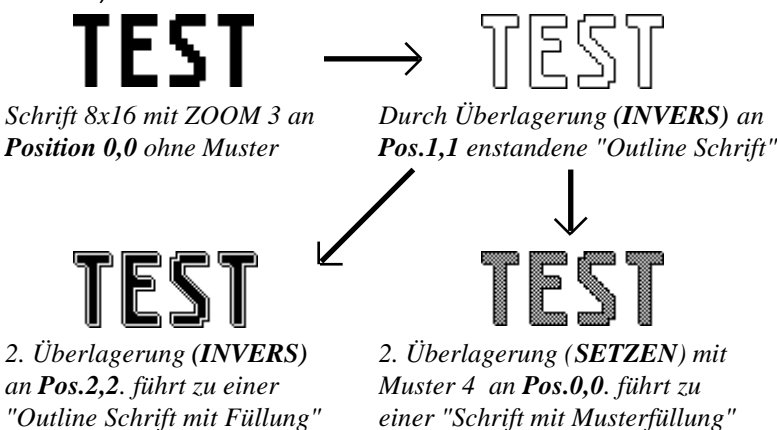 TEST
TEST
Schrift 8x16 mit ZOOM 3 an
Position 0,0 ohne Muster
Durch Überlagerung (INVERS) an
Pos.1,1 enstandene "Outline Schrift"
TEST
TEST
2. Überlagerung (INVERS)
an Pos.2,2. führt zu einer
"Outline Schrift mit Füllung"
2. Überlagerung (SETZEN) mit
Muster 4 an Pos.0,0. führt zu
einer "Schrift mit Musterfüllung"